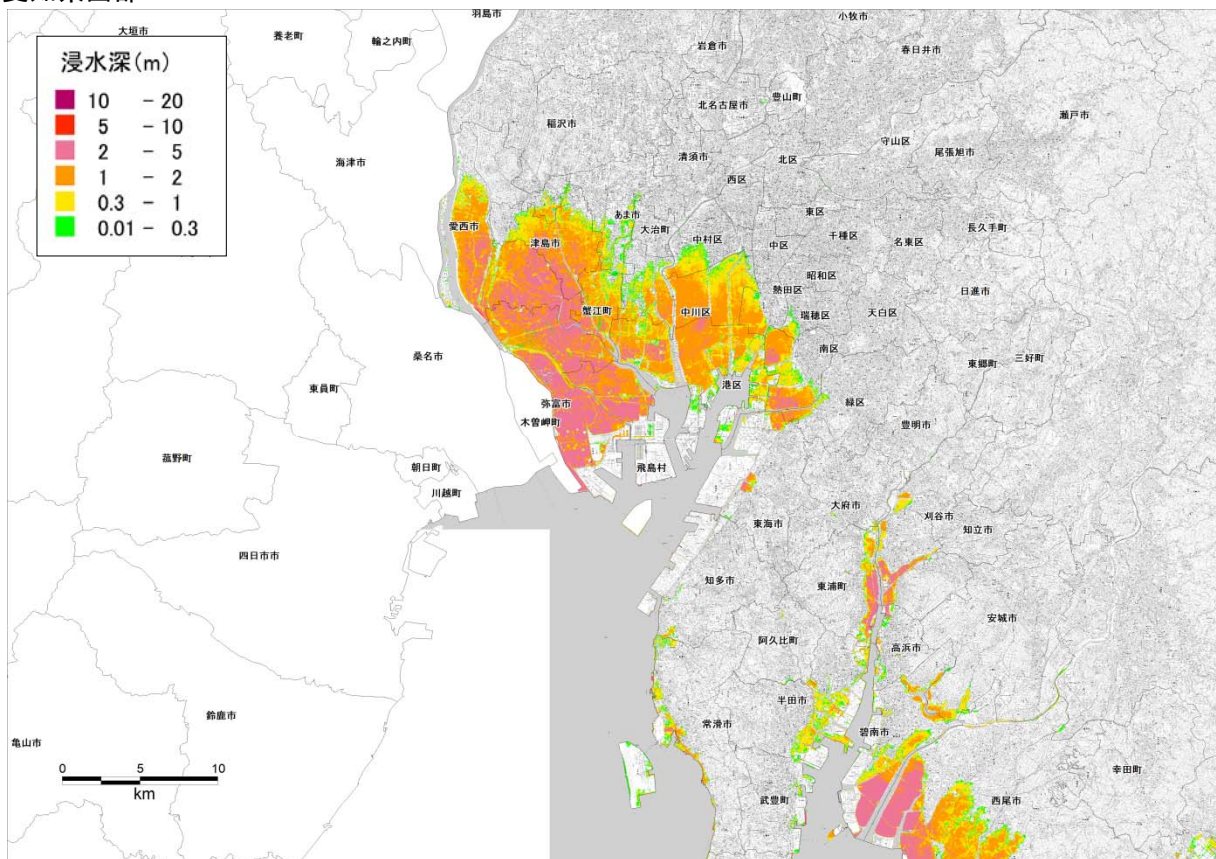 浸水深(m)
10 - 20
5 - 10
2 - 5
1 - 2
0.3 - 1
0.01 - 0.3
大垣市
養老町
輪之内町
羽島市
岩倉市
小牧市
春日井市
豊山町
北名古屋市
瀬戸市
稲沢市
海津市
清須市
北区
守山区
尾張旭市
西区
愛西市
津島市
あま市
大治町
中村区
東区
千種区
名東区
長久手町
中区
昭和区
熱田区
日進市
蟹江町
中川区
瑞穂区
天白区
桑名市
南区
東郷町
三好町
東員町
港区
弥富市
木曽岬町
緑区
豊明市
菰野町
朝日町
川越町
飛島村
大府市
刈谷市
知立市
東海市
四日市市
知多市
東浦町
安城市
阿久比町
高浜市
半田市
鈴鹿市
常滑市
碧南市
亀山市
幸田町
武豊町
西尾市
0 5 10
km